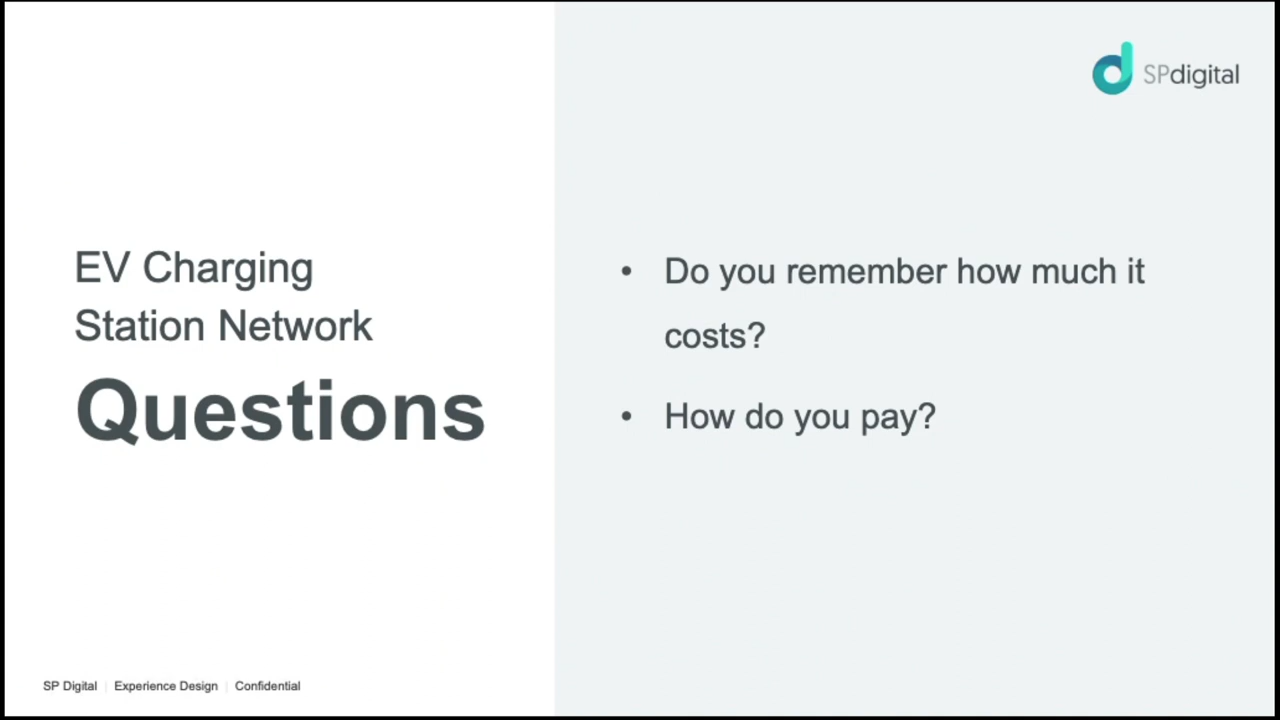 SPdigital
EV Charging
Station Network
Questions
• Do you remember how much it
costs?
• How do you pay?
SP Digital | Experience Design | Confidential